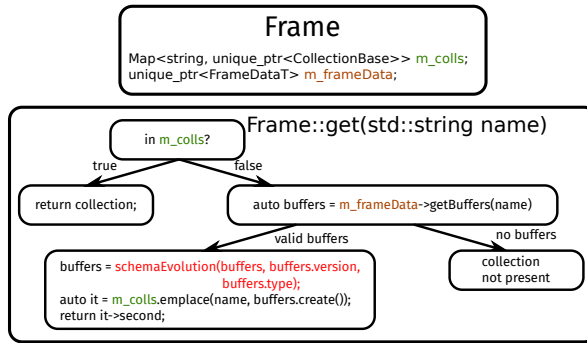 Frame
Map<string, unique_ptr<CollectionBase>> m_colls;
unique_ptr<FrameDataT> m_frameData;
Frame::get(std::string name)
in m_colls?
true
false
return collection;
auto buffers = m_frameData->getBuffers(name)
valid buffers
no buffers
buffers = schemaEvolution(buffers, buffers.version,
buffers.type);
auto it = m_colls.emplace(name, buffers.create());
return it->second;
collection
not present